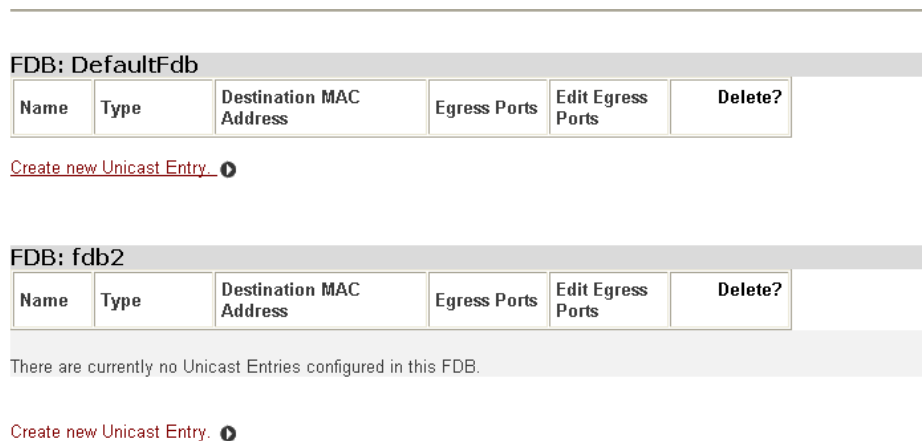 FDB: DefaultFdb
Name Type Destination MAC Address Egress Ports Edit Egress Ports Delete?
Create new Unicast Entry.
FDB: fdb2
Name Type Destination MAC Address Egress Ports Edit Egress Ports Delete?
There are currently no Unicast Entries configured in this FDB.
Create new Unicast Entry.